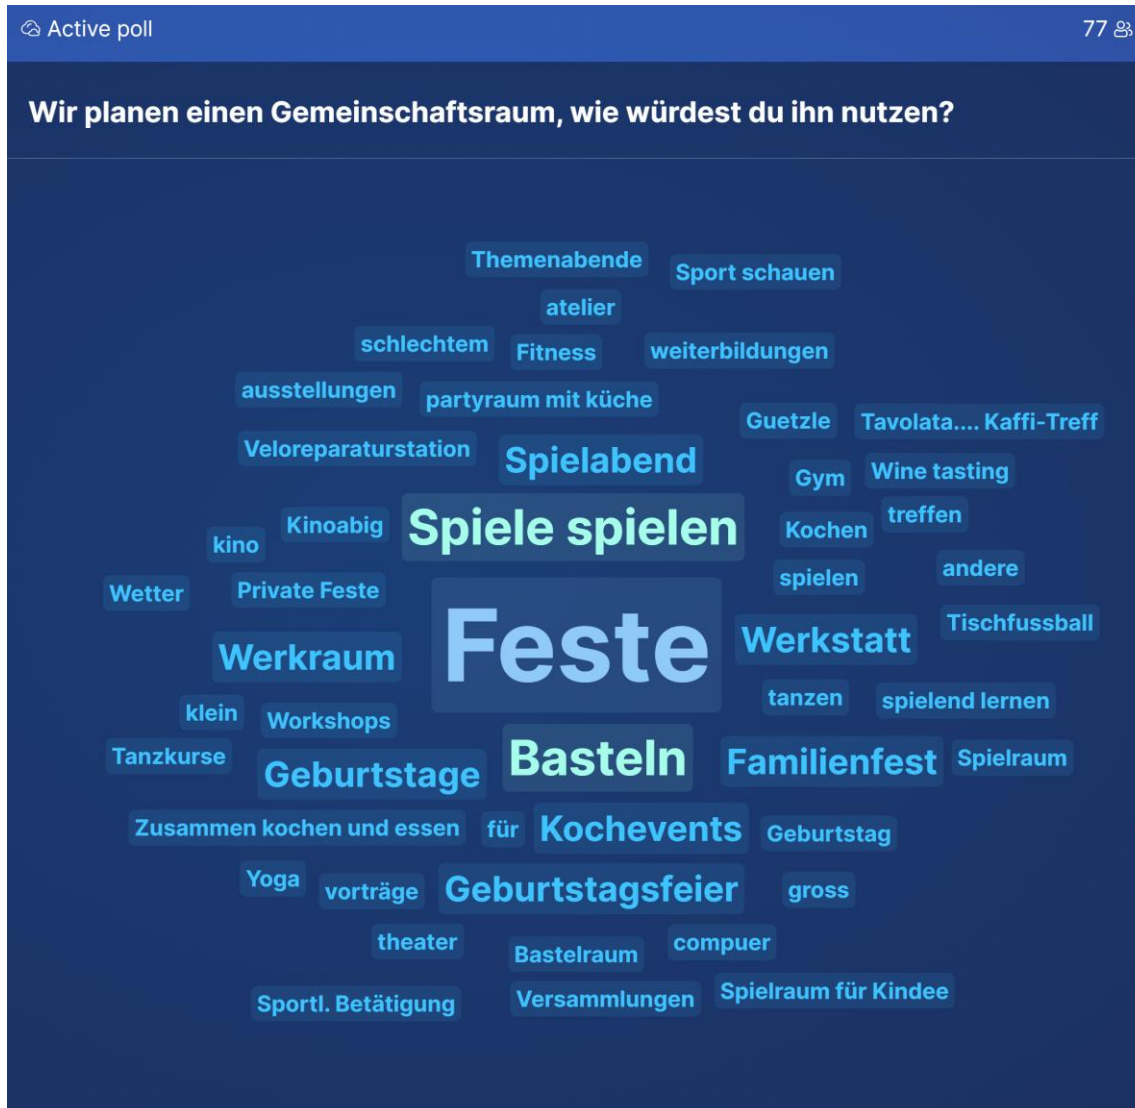 Active poll
77
Wir planen einen Gemeinschaftsraum, wie würdest du ihn nutzen?
Themenabende
Sport schauen
atelier
schlechtem
Fitness
weiterbildungen
ausstellungen
partyraum mit küche
Guetzle
Tavolata.... Kaffi-Treff
Veloreparaturstation
Spielabend
Gym
Wine tasting
Kinoabig
Spiele spielen
Kochen
treffen
kino
spielen
andere
Wetter
Private Feste
Feste
Werkstatt
Tischfussball
Werkraum
tanzen
spielend lernen
klein
Workshops
Tanzkurse
Geburtstage
Basteln
Familienfest
Spielraum
Zusammen kochen und essen
für
Kochevents
Geburtstag
Yoga
vorträge
Geburtstagsfeier
gross
theater
Bastelraum
compuer
Sportl. Betätigung
Versammlungen
Spielraum für Kindee